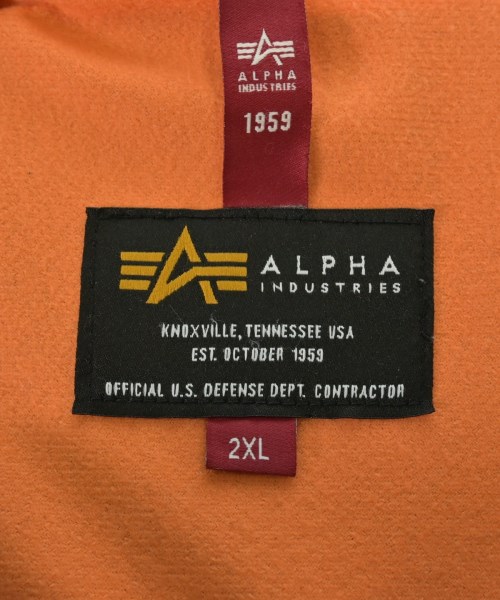 ALPHA
INDUSTRIES
1959
ALPHA
INDUSTRIES
KNOXVILLE, TENNESSEE USA
EST. OCTOBER 1959
OFFICIAL U.S. DEFENSE DEPT. CONTRACTOR
2XL